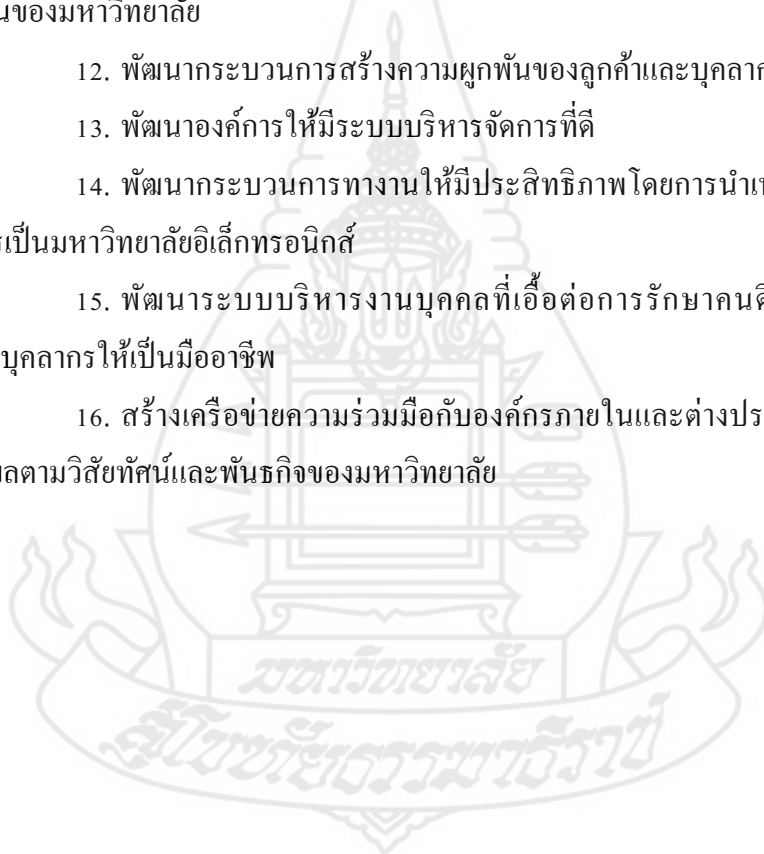 นของมหาวิทยาลัย
12. พัฒนากระบวนการสร้างความผูกพันของลูกค้าและบุคลาก
13. พัฒนาองค์การให้มีระบบบริหารจัดการที่ดี
14. พัฒนากระบวนการทางานให้มีประสิทธิภาพโดยการนำเท
รเป็นมหาวิทยาลัยอิเล็กทรอนิกส์
15. พัฒนาระบบบริหารงานบุคคลที่เอื้อต่อการรักษาคนดี
บุคลากรให้เป็นมืออาชีพ
16. สร้างเครือข่ายความร่วมมือกับองค์กรภายในและต่างปร
ผลตามวิสัยทัศน์และพันธกิจของมหาวิทยาลัย
มหาวิทยาลัย
สุโขทัยธรรมาธิราช